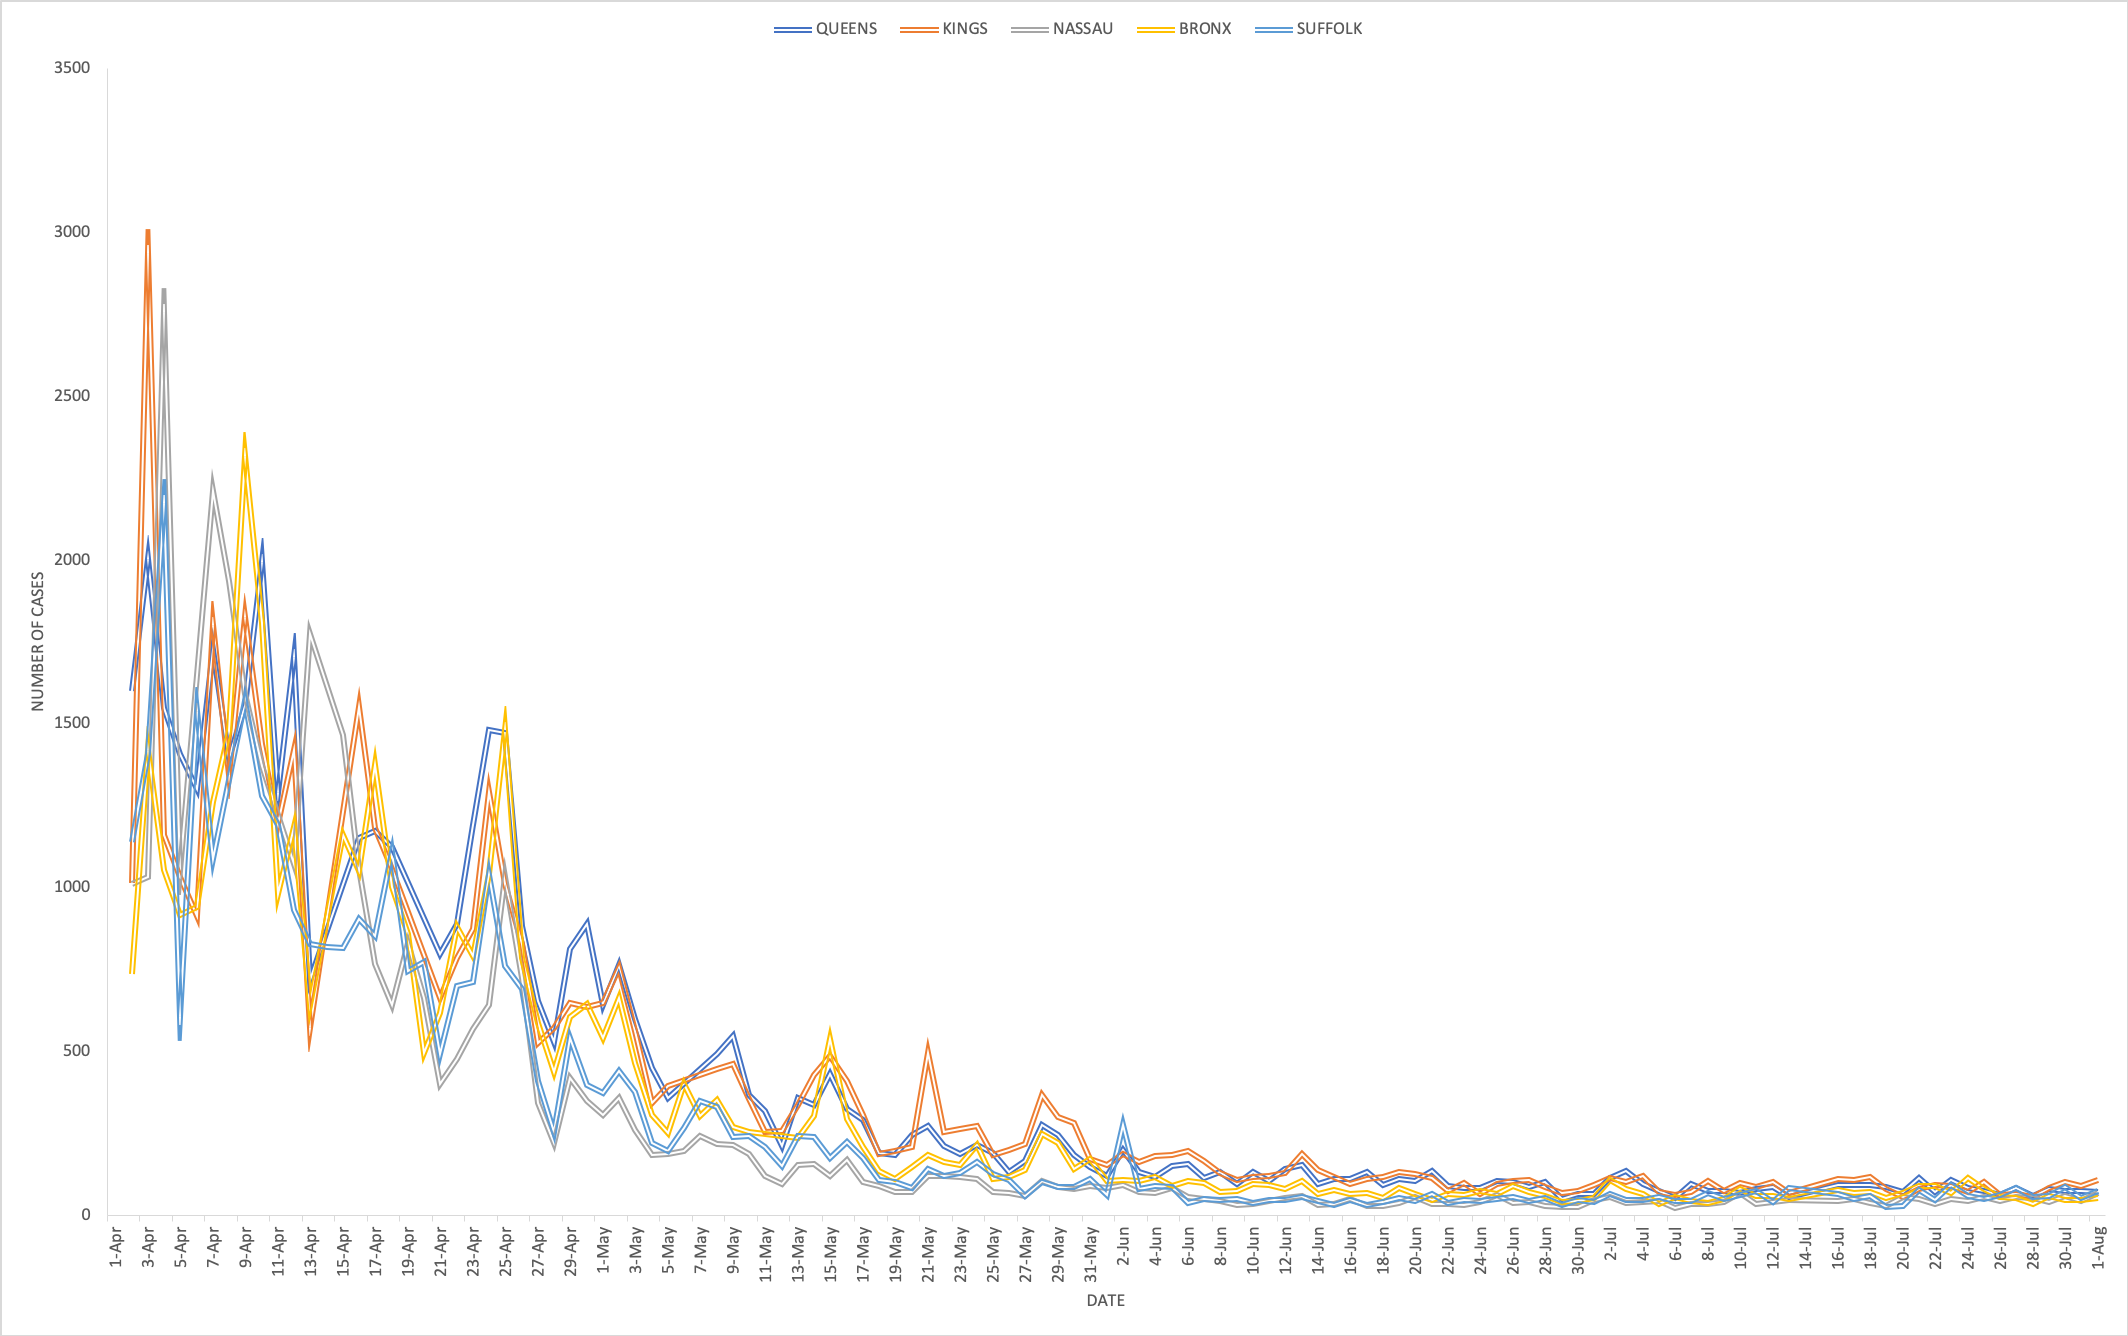 QUEENS KINGS NASSAU BRONX SUFFOLK
3500
3000
2500
2000
1500
1000
500
0
NUMBER OF CASES
1-Apr 3-Apr 5-Apr 7-Apr 9-Apr 11-Apr 13-Apr 15-Apr 17-Apr 19-Apr 21-Apr 23-Apr 25-Apr 27-Apr 29-Apr 1-May 3-May 5-May 7-May 9-May 11-May 13-May 15-May 17-May 19-May 21-May 23-May 25-May 27-May 29-May 31-May 2-Jun 4-Jun 6-Jun 8-Jun 10-Jun 12-Jun 14-Jun 16-Jun 18-Jun 20-Jun 22-Jun 24-Jun 26-Jun 28-Jun 30-Jun 2-Jul 4-Jul 6-Jul 8-Jul 10-Jul 12-Jul 14-Jul 16-Jul 18-Jul 20-Jul 22-Jul 24-Jul 26-Jul 28-Jul 30-Jul 1-Aug
DATE